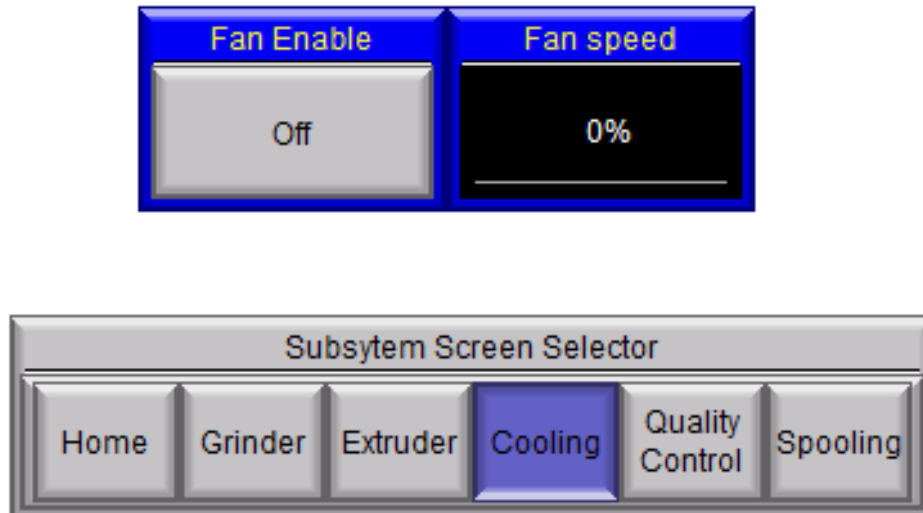 Fan Enable
Fan speed
Off
0%
Subsytem Screen Selector
Home
Grinder
Extruder
Cooling
Quality
Control
Spooling